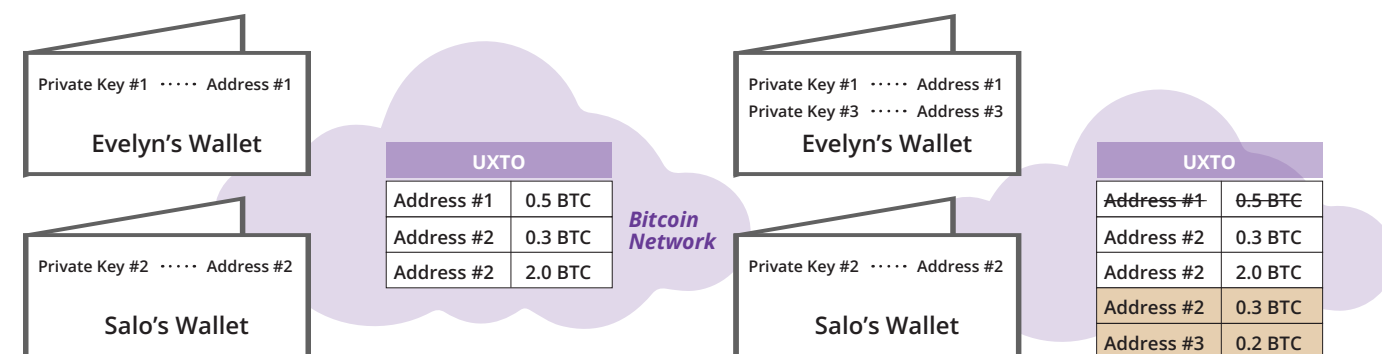 Private Key #1 ..... Address #1
Evelyn's Wallet
Private Key #2 ..... Address #2
Salo's Wallet
UXTO
Address #1 0.5 BTC
Address #2 0.3 BTC
Address #2 2.0 BTC
Bitcoin
Network
Private Key #1 ..... Address #1
Private Key #3 ..... Address #3
Evelyn's Wallet
Private Key #2 ..... Address #2
Salo's Wallet
UXTO
Address #1 0.5 BTC
Address #2 0.3 BTC
Address #2 2.0 BTC
Address #2 0.3 BTC
Address #3 0.2 BTC